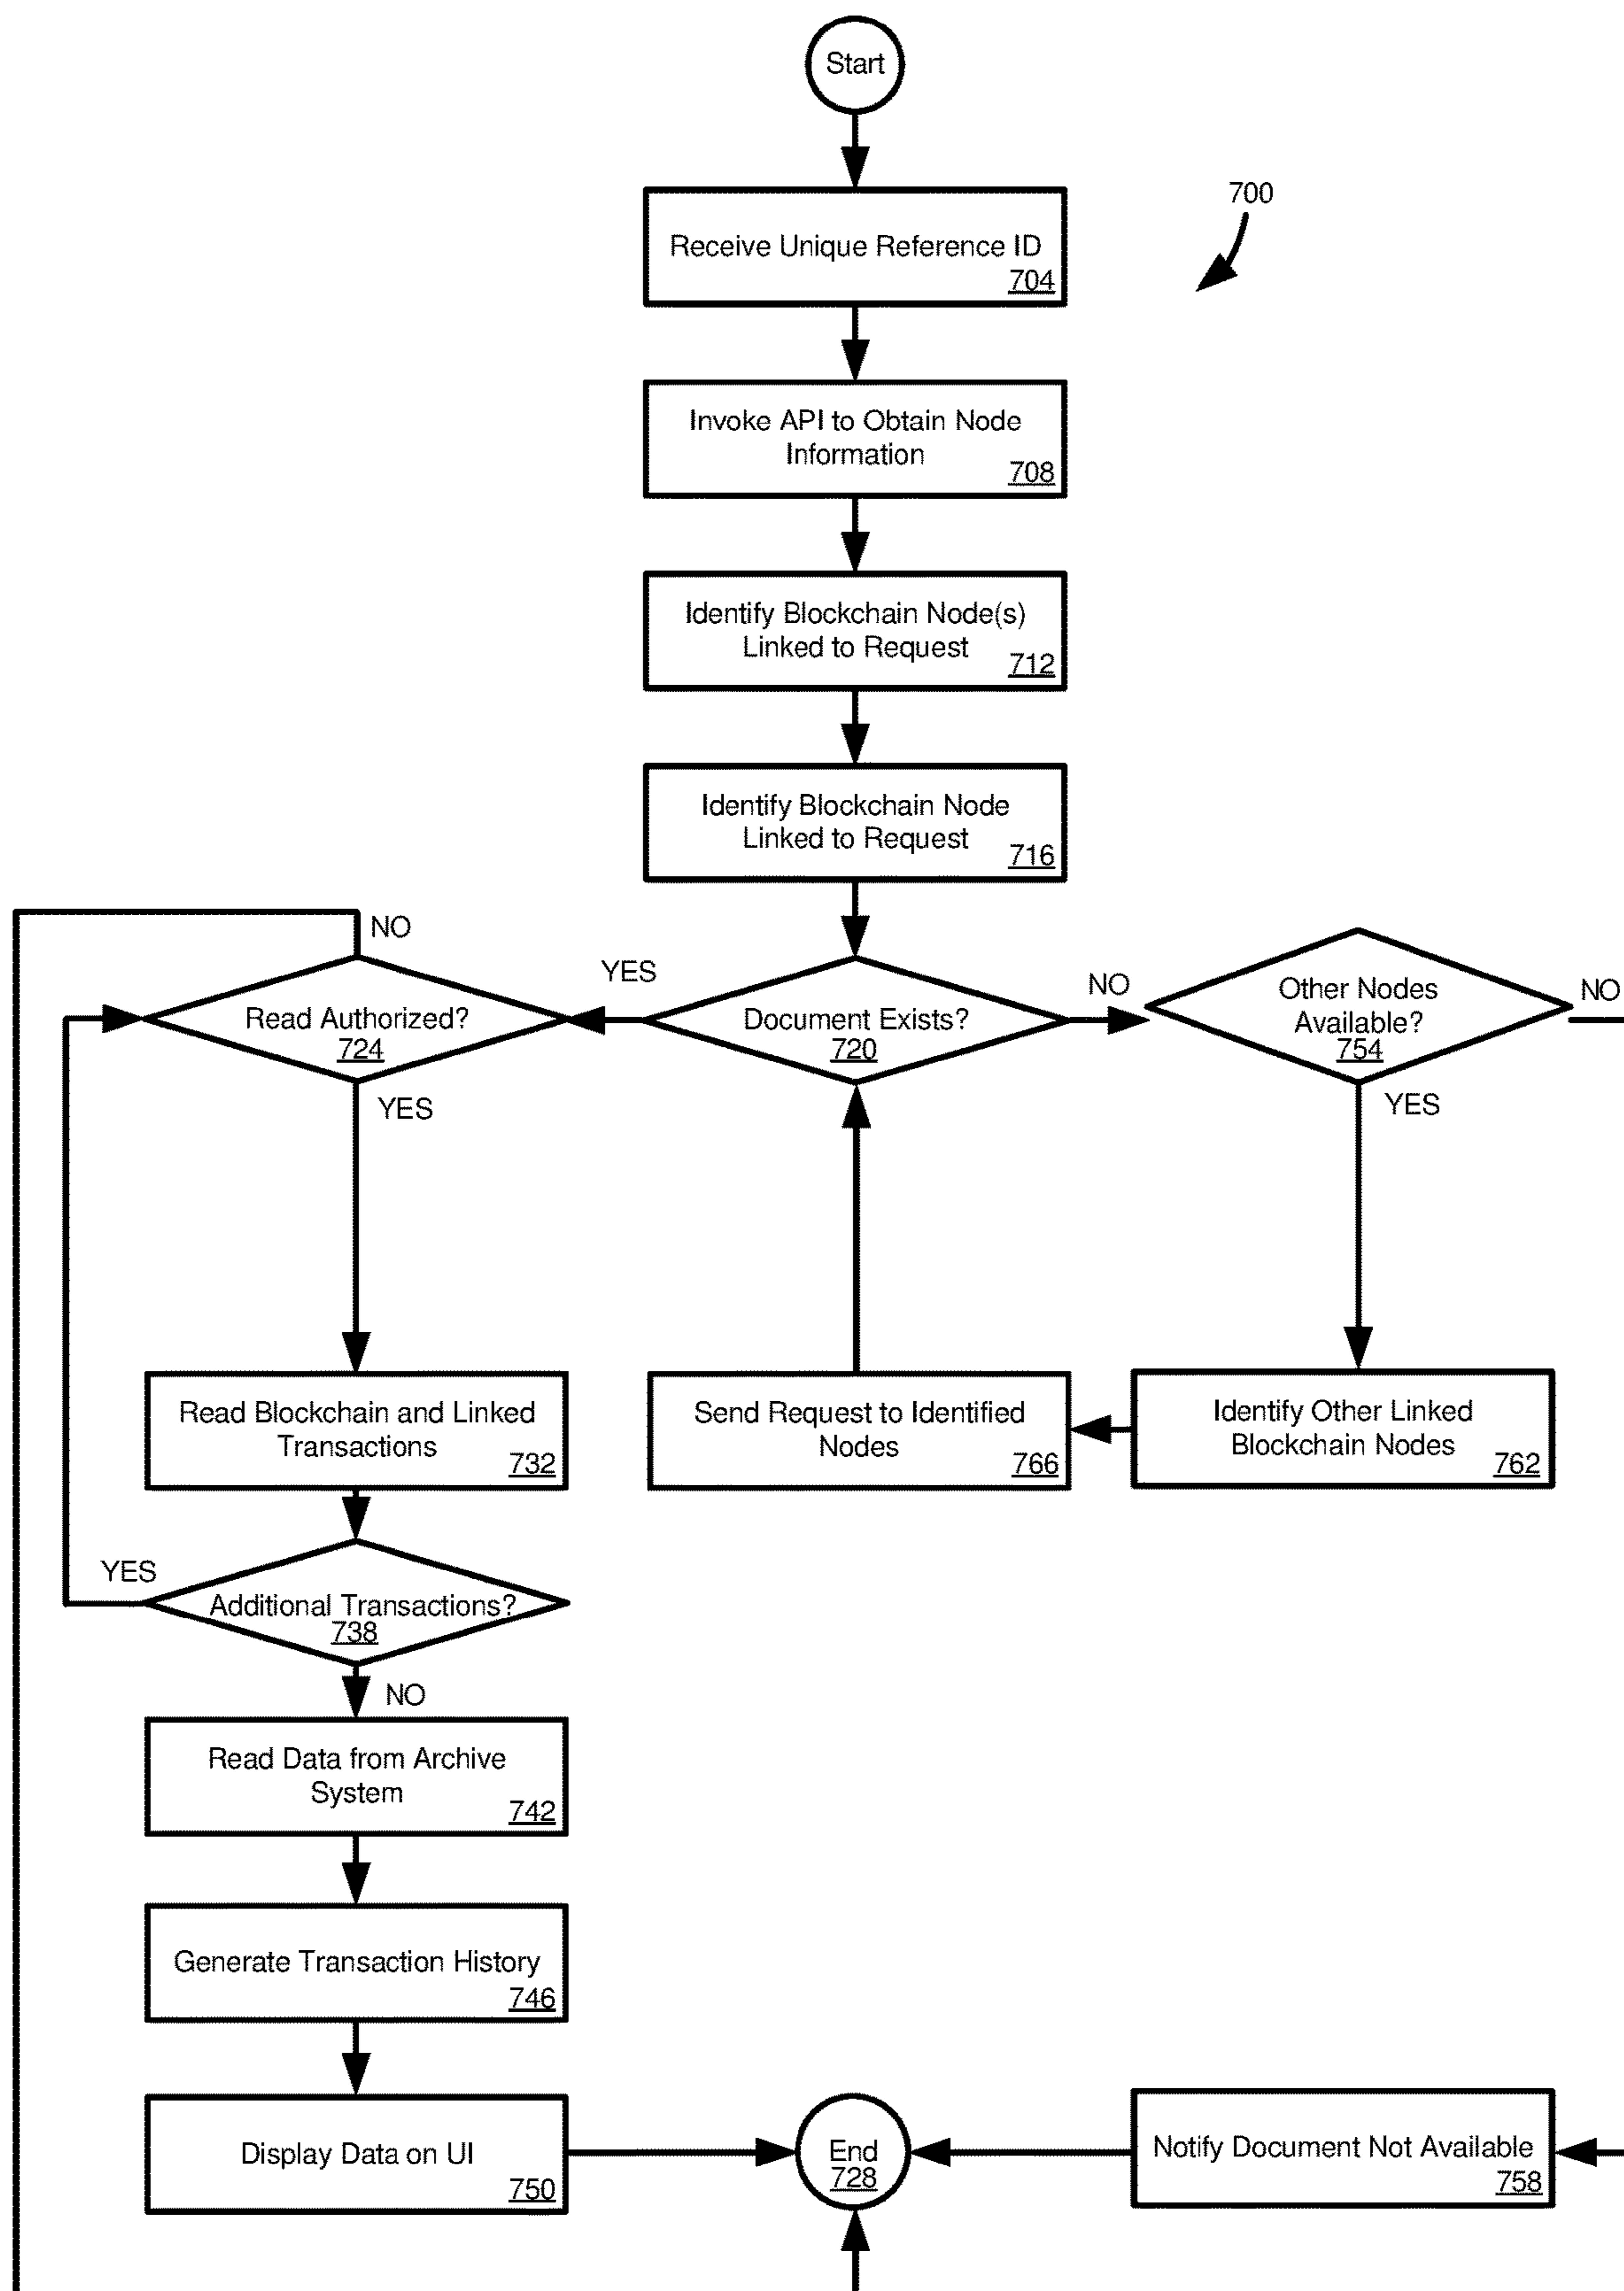 Start
700
Receive Unique Reference ID
704
Invoke API to Obtain Node
Information
708
Identify Blockchain Node(s)
Linked to Request
712
Identify Blockchain Node
Linked to Request
716
NO
Read Authorized?
724
YES
YES
Document Exists?
720
NO
Other Nodes
Available?
754
NO
YES
Read Blockchain and Linked
Transactions
732
Send Request to Identified
Nodes
766
Identify Other Linked
Blockchain Nodes
762
YES
Additional Transactions?
738
NO
Read Data from Archive
System
742
Generate Transaction History
746
Display Data on UI
750
End
728
Notify Document Not Available
758